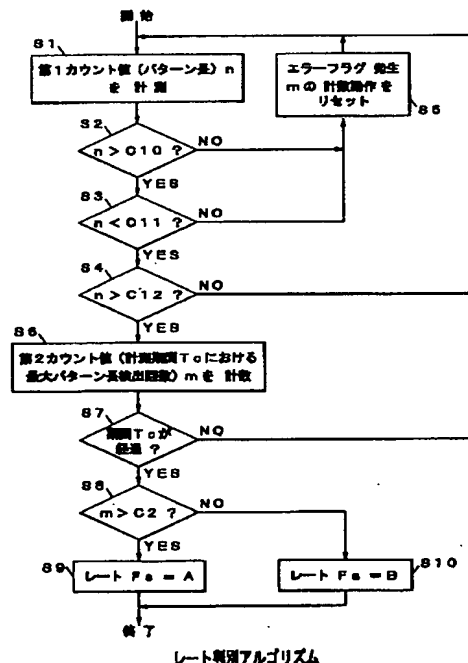 開 始
S1
第1カウント値(パターン長)n
を 計 測
エラーフラグ 発生
mの 計数動作を
リセット
S5
S2
n>C10 ?
NO
YES
S3
n<C11 ?
NO
YES
S4
n>C12 ?
NO
YES
S6
第2カウント値(計測期間Tcにおける
最大パターン長検出回数)mを 計数
S7
期間Tcが
経過 ?
NO
YES
S8
m>C2 ?
NO
YES
S9
レート Fs = A
レート Fs = B
S10
終 了
レート判別アルゴリズム